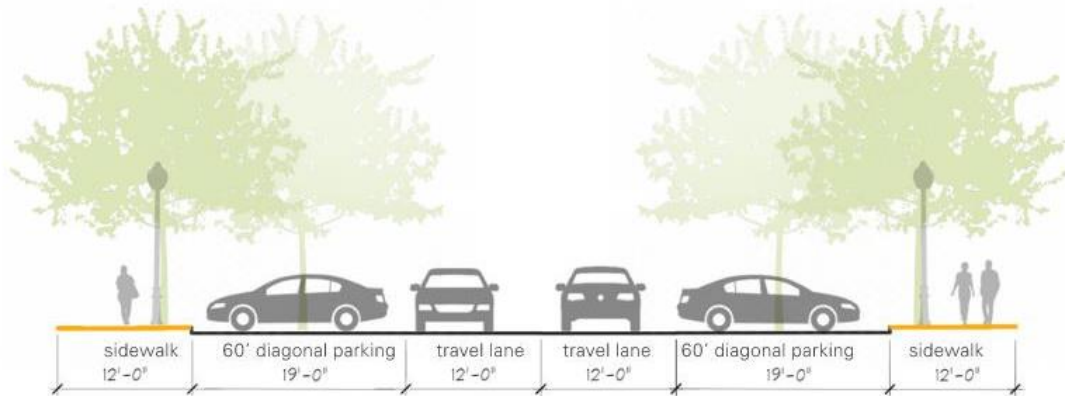 sidewalk 60' diagonal parking travel lane travel lane 60' diagonal parking sidewalk
12'-0" 19'-0" 12'-0" 12'-0" 19'-0" 12'-0"